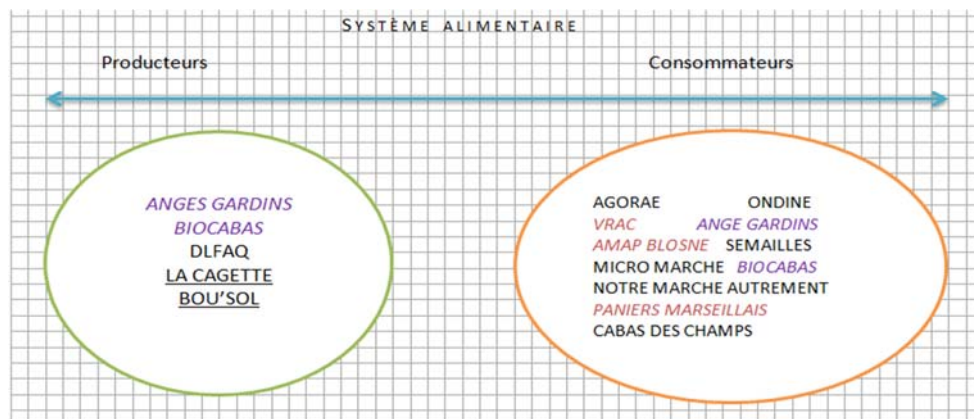 SYSTÈME ALIMENTAIRE
Producteurs Consommateurs
ANGES GARDINS
BIOCABAS
DLFAQ
LA CAGETTE
BOU'SOL
AGORAE ONDINE
VRAC ANGE GARDINS
AMAP BLOSNE SEMAILLES
MICRO MARCHE BIOCABAS
NOTRE MARCHE AUTREMENT
PANIERS MARSEILLAIS
CABAS DES CHAMPS